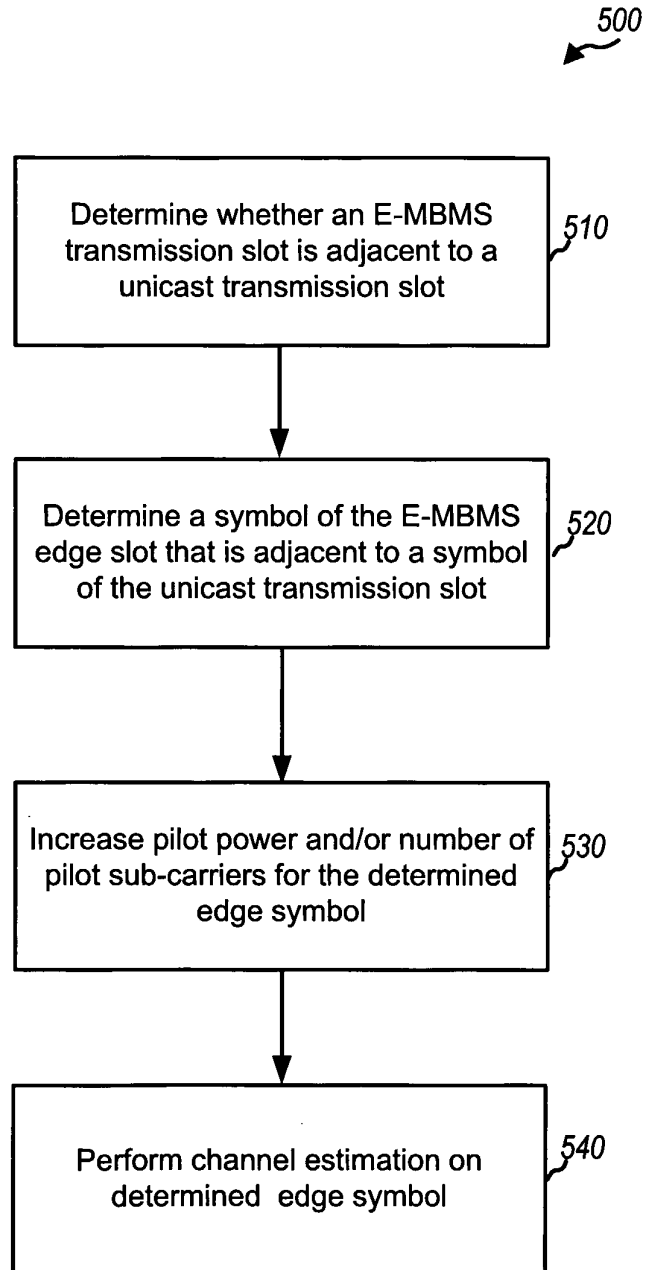 500
Determine whether an E-MBMS
transmission slot is adjacent to a
unicast transmission slot
510
Determine a symbol of the E-MBMS
edge slot that is adjacent to a symbol
of the unicast transmission slot
520
Increase pilot power and/or number of
pilot sub-carriers for the determined
edge symbol
530
Perform channel estimation on
determined edge symbol
540